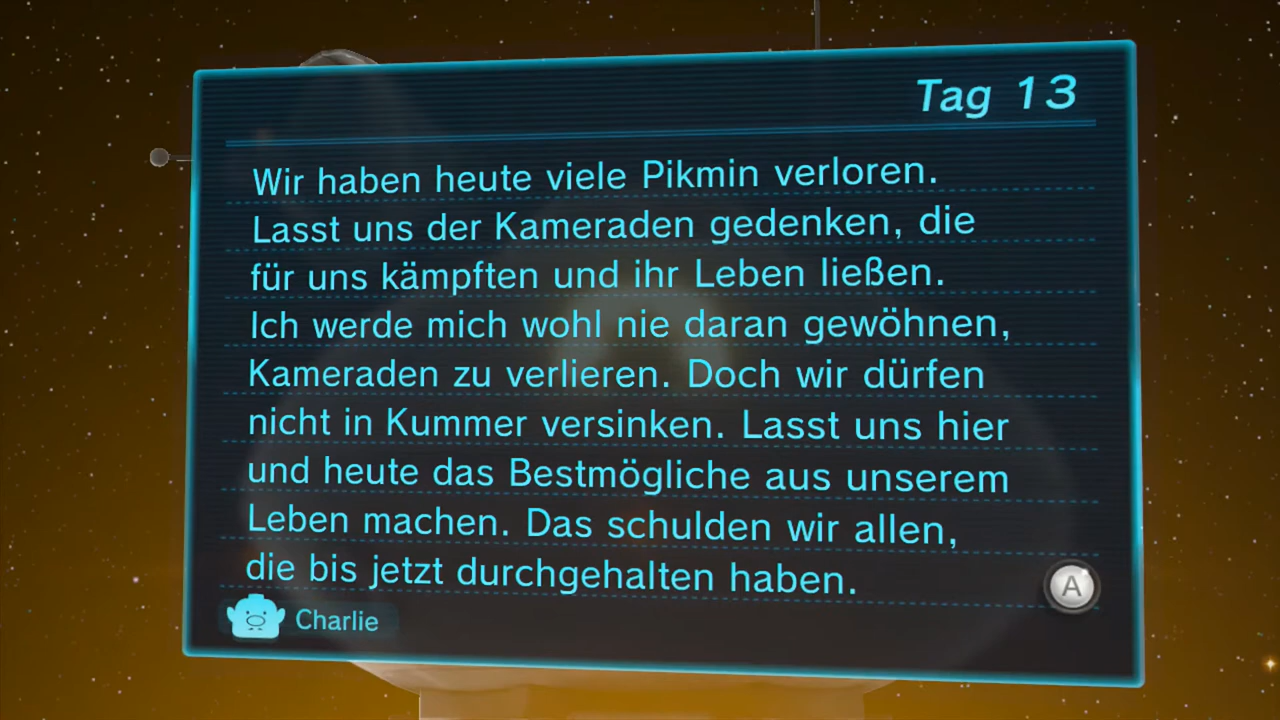 Tag 13
Wir haben heute viele Pikmin verloren.
Lasst uns der Kameraden gedenken, die
für uns kämpften und ihr Leben ließen.
Ich werde mich wohl nie daran gewöhnen,
Kameraden zu verlieren. Doch wir dürfen
nicht in Kummer versinken. Lasst uns hier
und heute das Bestmögliche aus unserem
Leben machen. Das schulden wir allen,
die bis jetzt durchgehalten haben.
A
Charlie